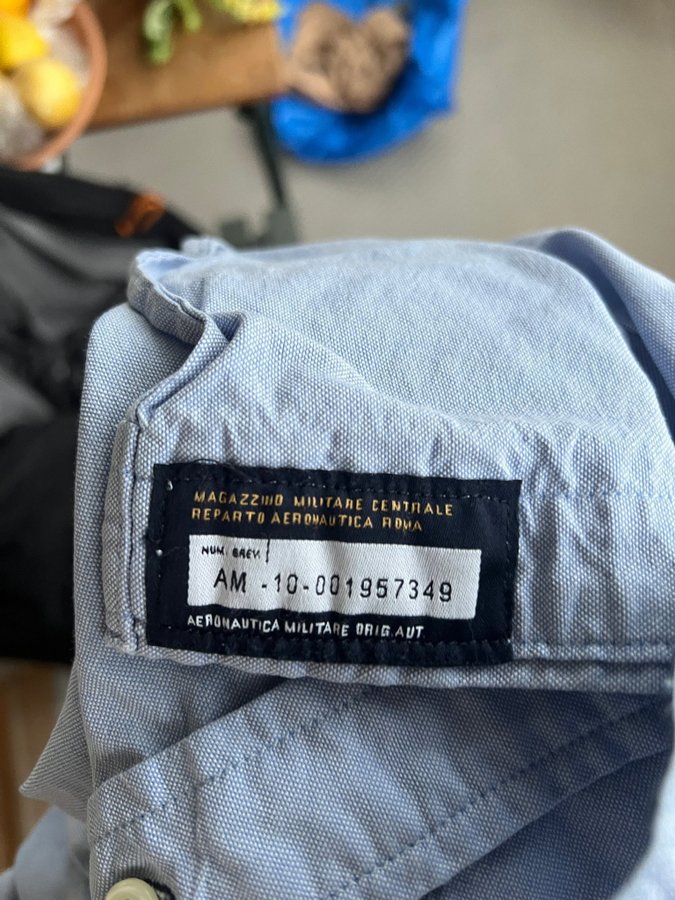 MAGAZZINO MILITARE CENTRALE
REPARTO AERONAUTICA ROMA
NUM. BREV.
AM -10-001957349
AERONAUTICA MILITARE ORIG.AUT.